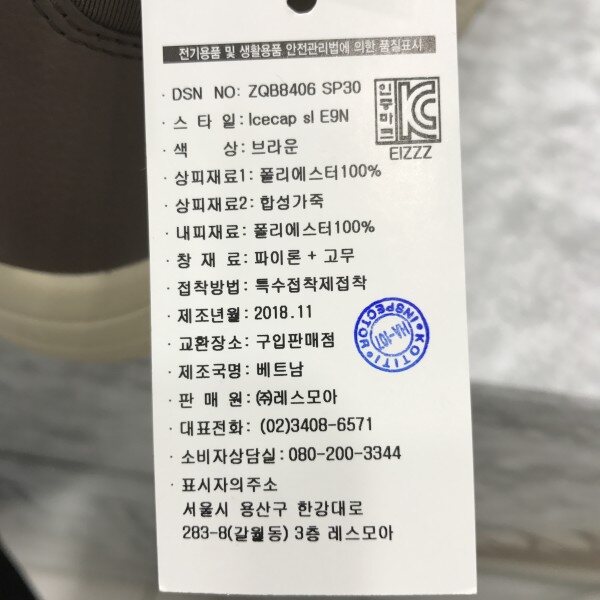 전기용품 및 생활용품 안전관리법에 의한 품질표시
· DSN NO: ZQB8406 SP30
· 스 타 일: Icecap sl E9N
인증마크
KC
EIZZZ
· 색 상: 브라운
· 상피재료1: 폴리에스터100%
· 상피재료2: 합성가죽
· 내피재료: 폴리에스터100%
· 창 재 료: 파이론 + 고무
· 접착방법: 특수접착제접착
· 제조년월: 2018.11
· 교환장소: 구입판매점
KOTITI
HA-107
INSPECTOR
· 제조국명: 베트남
· 판 매 원: ㈜레스모아
· 대표전화: (02)3408-6571
· 소비자상담실: 080-200-3344
· 표시자의주소
서울시 용산구 한강대로
283-8(갈월동) 3층 레스모아